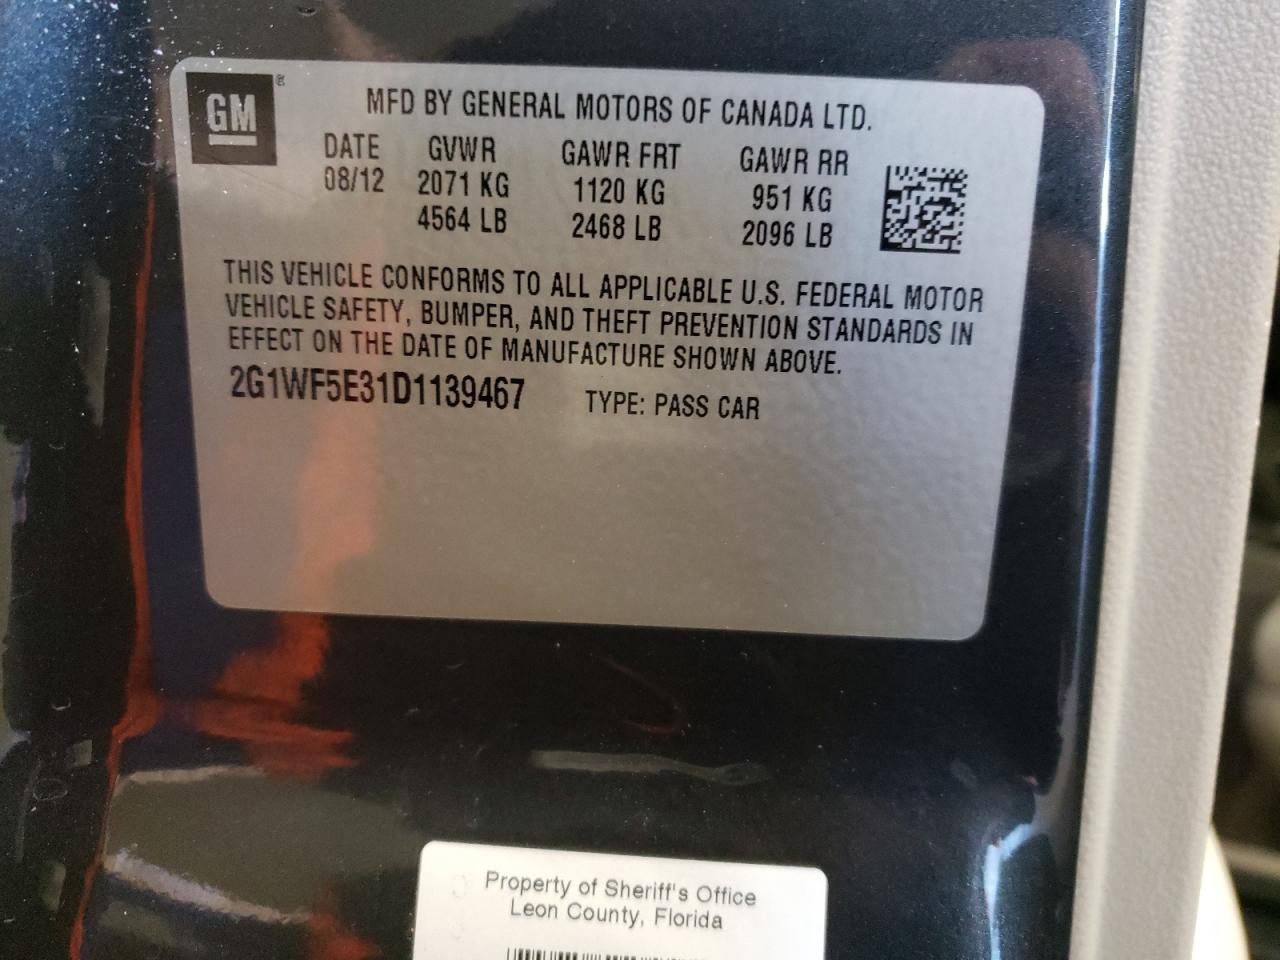 GM ®
MFD BY GENERAL MOTORS OF CANADA LTD.
DATE GVWR GAWR FRT GAWR RR
08/12 2071 KG 1120 KG 951 KG
4564 LB 2468 LB 2096 LB
THIS VEHICLE CONFORMS TO ALL APPLICABLE U.S. FEDERAL MOTOR
VEHICLE SAFETY, BUMPER, AND THEFT PREVENTION STANDARDS IN
EFFECT ON THE DATE OF MANUFACTURE SHOWN ABOVE.
2G1WF5E31D1139467 TYPE: PASS CAR
Property of Sheriff's Office
Leon County, Florida